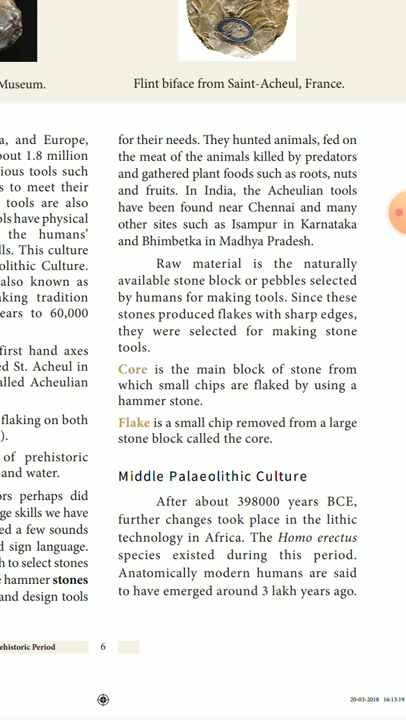 Museum.
Flint biface from Saint-Acheul, France.
a, and Europe,
out 1.8 million
ious tools such
s to meet their
tools are also
ls have physical
the humans'
lls. This culture
olithic Culture.
also known as
aking tradition
ears to 60,000
first hand axes
ed St. Acheul in
alled Acheulian
flaking on both
).
of prehistoric
and water.
ors perhaps did
ge skills we have
ed a few sounds
d sign language.
h to select stones
e hammer stones
and design tools
for their needs. They hunted animals, fed on
the meat of the animals killed by predators
and gathered plant foods such as roots, nuts
and fruits. In India, the Acheulian tools
have been found near Chennai and many
other sites such as Isampur in Karnataka
and Bhimbetka in Madhya Pradesh.
Raw material is the naturally
available stone block or pebbles selected
by humans for making tools. Since these
stones produced flakes with sharp edges,
they were selected for making stone
tools.
Core is the main block of stone from
which small chips are flaked by using a
hammer stone.
Flake is a small chip removed from a large
stone block called the core.
Middle Palaeolithic Culture
After about 398000 years BCE,
further changes took place in the lithic
technology in Africa. The Homo erectus
species existed during this period.
Anatomically modern humans are said
to have emerged around 3 lakh years ago.
ehistoric Period
6
20-03-2018 16:13:19